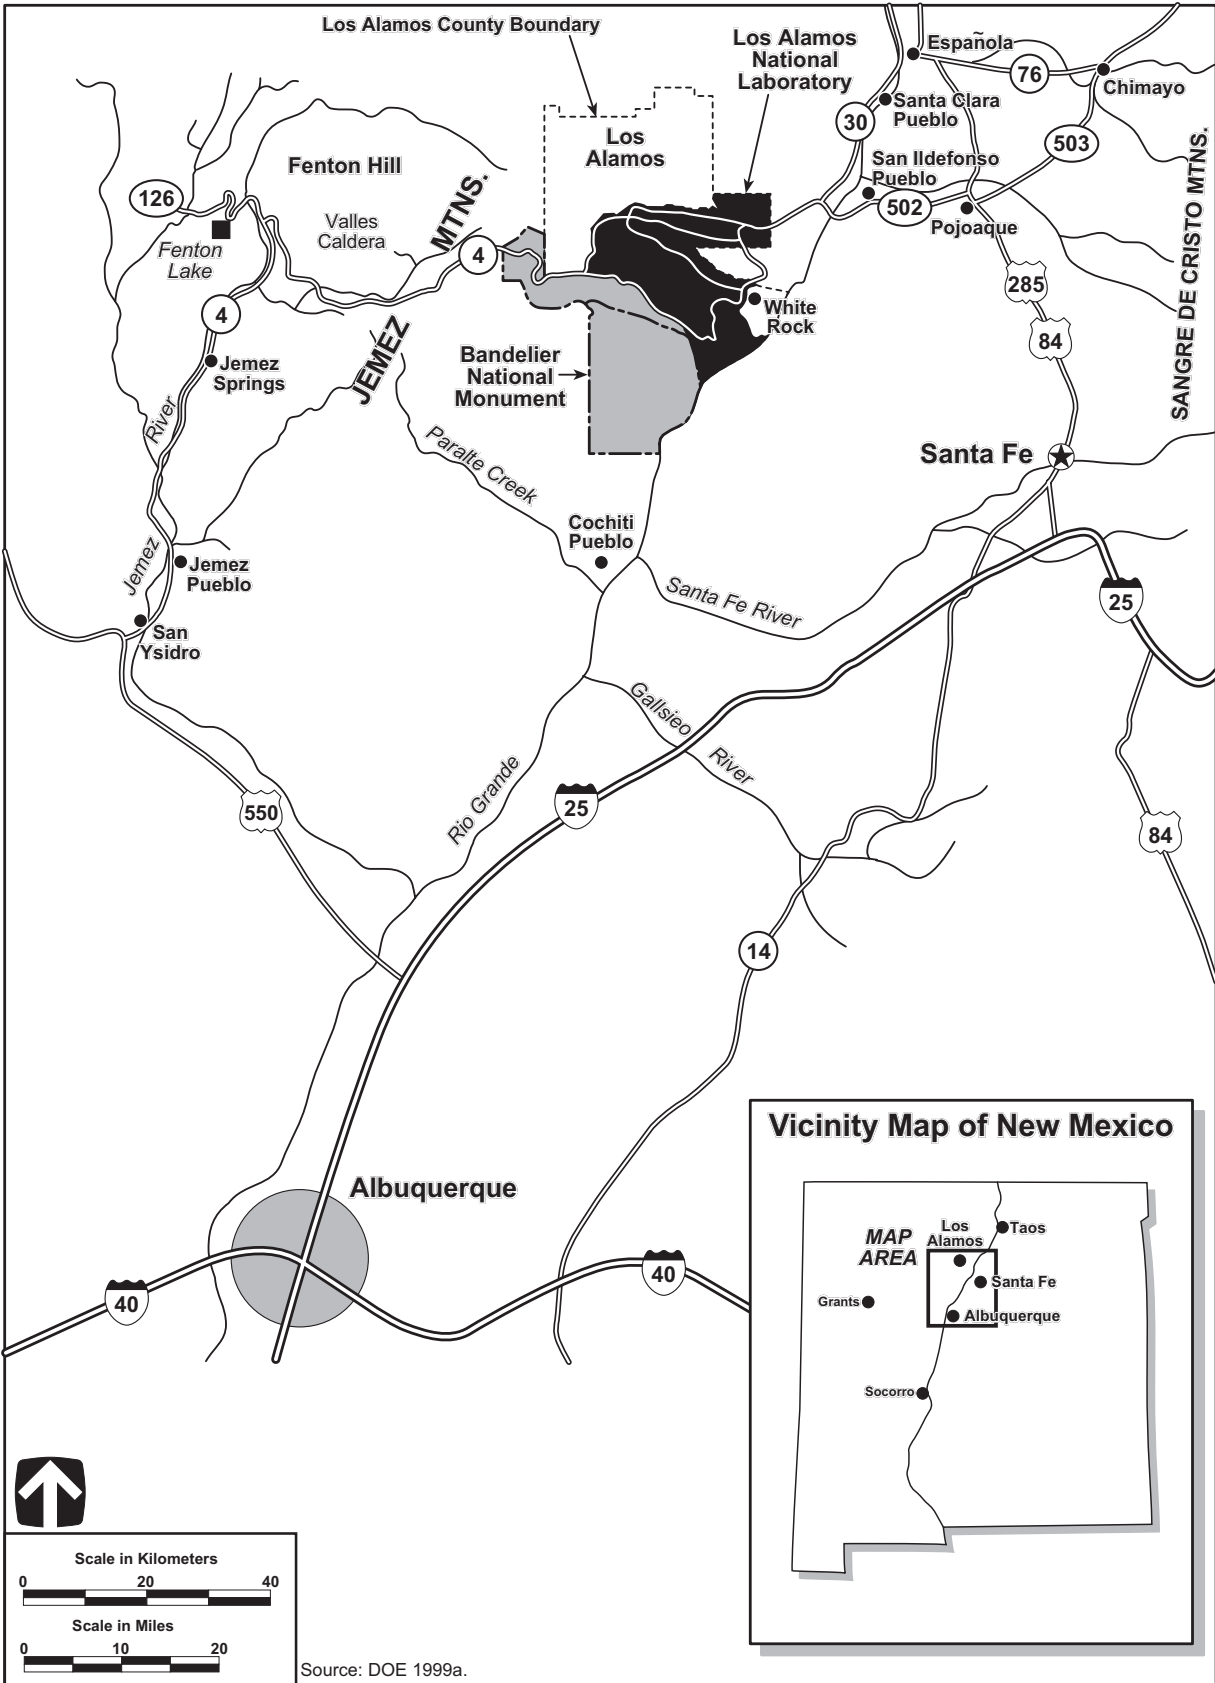 Los Alamos County Boundary
Los Alamos
National
Laboratory
Española
76
Chimayo
Santa Clara
Pueblo
30
503
Los
Alamos
San Ildefonso
Pueblo
502
Pojoaque
SANGRE DE CRISTO MTNS.
Fenton Hill
126
Valles
Caldera
MTNS.
JEMEZ
Fenton
Lake
4
4
285
84
White
Rock
Jemez
Springs
Bandelier
National
Monument
River
Paralte Creek
Santa Fe
Cochiti
Pueblo
Jemez
Jemez
Pueblo
Santa Fe River
25
San
Ysidro
Gallsieo
River
Rio Grande
550
25
84
14
Albuquerque
40
40
Vicinity Map of New Mexico
MAP
AREA
Los
Alamos
Taos
Santa Fe
Grants
Albuquerque
Socorro
Scale in Kilometers
0 20 40
Scale in Miles
0 10 20
Source: DOE 1999a.